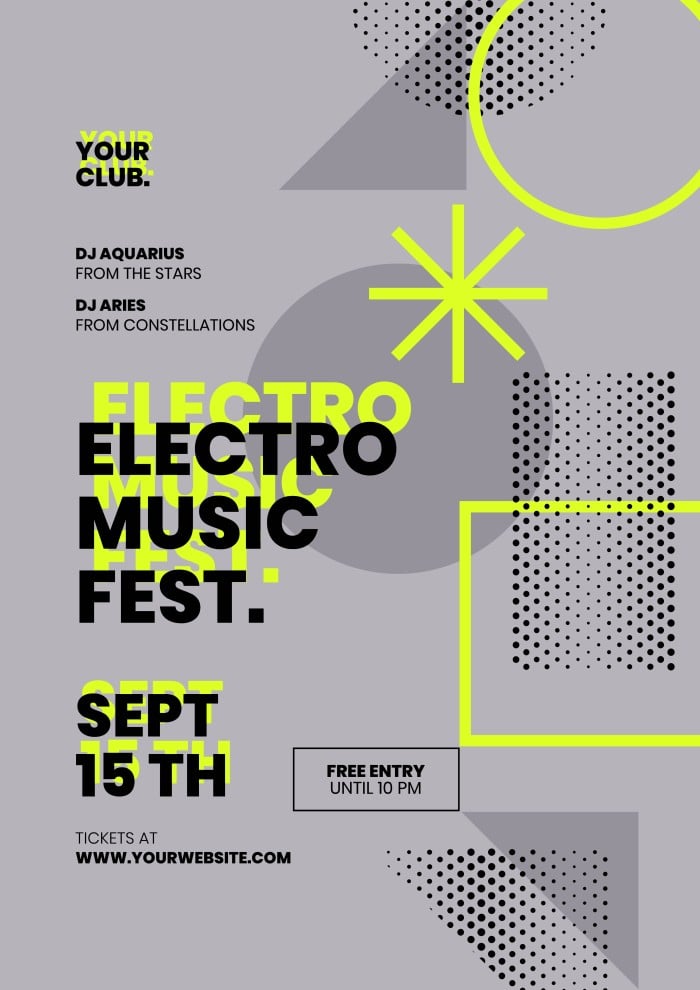 YOUR
CLUB.
DJ AQUARIUS
FROM THE STARS
DJ ARIES
FROM CONSTELLATIONS
ELECTRO
MUSIC
FEST.
SEPT
15 TH
FREE ENTRY
UNTIL 10 PM
TICKETS AT
WWW.YOURWEBSITE.COM